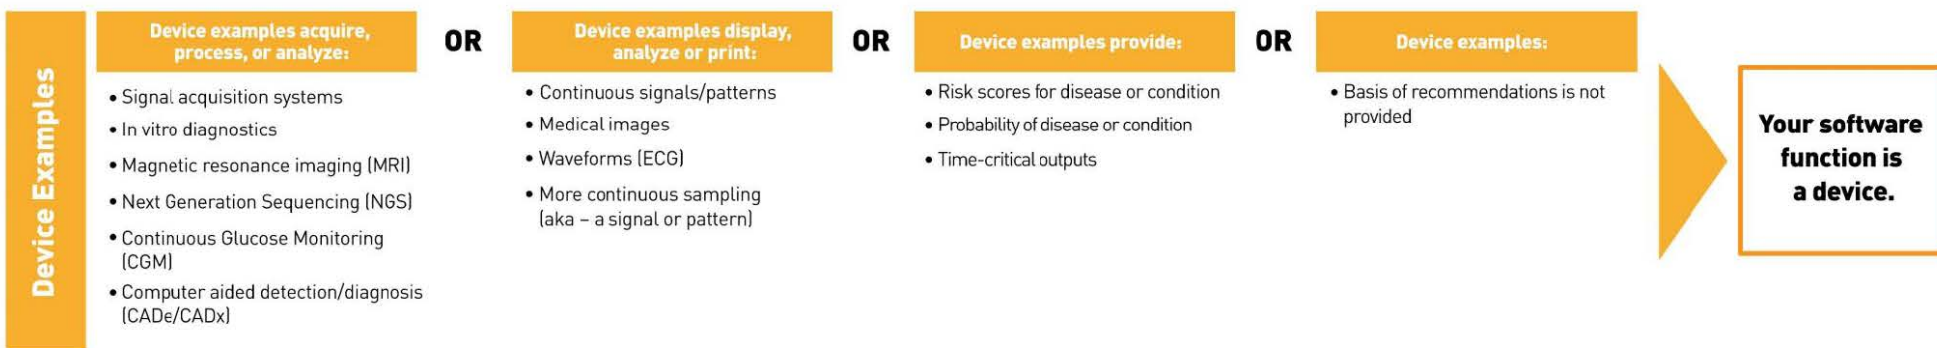 Device Examples
Device examples acquire,
process, or analyze:
• Signal acquisition systems
• In vitro diagnostics
• Magnetic resonance imaging (MRI)
• Next Generation Sequencing (NGS)
• Continuous Glucose Monitoring
(CGM)
• Computer aided detection/diagnosis
(CADe/CADx)
OR
Device examples display,
analyze or print:
• Continuous signals/patterns
• Medical images
• Waveforms (ECG)
• More continuous sampling
(aka – a signal or pattern)
OR
Device examples provide:
• Risk scores for disease or condition
• Probability of disease or condition
• Time-critical outputs
OR
Device examples:
• Basis of recommendations is not
provided
Your software
function is
a device.